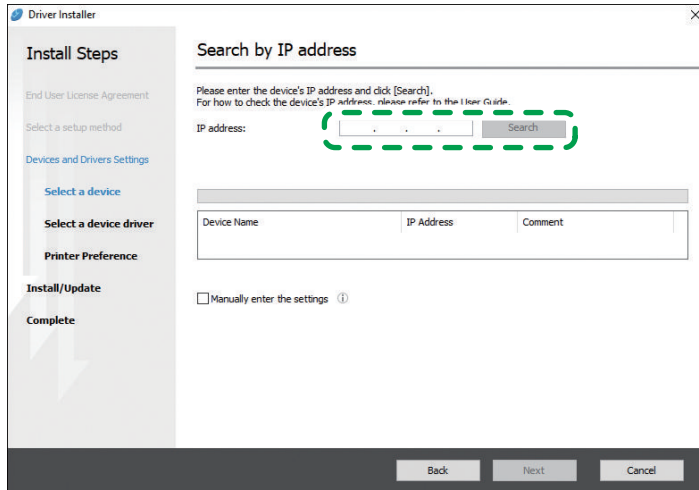 Driver Installer
Install Steps
End User License Agreement
Select a setup method
Devices and Drivers Settings
Select a device
Select a device driver
Printer Preference
Install/Update
Complete
Search by IP address
Please enter the device's IP address and click [Search].
For how to check the device's IP address, please refer to the User Guide.
IP address: . . . Search
Device Name IP Address Comment
Manually enter the settings
Back Next Cancel